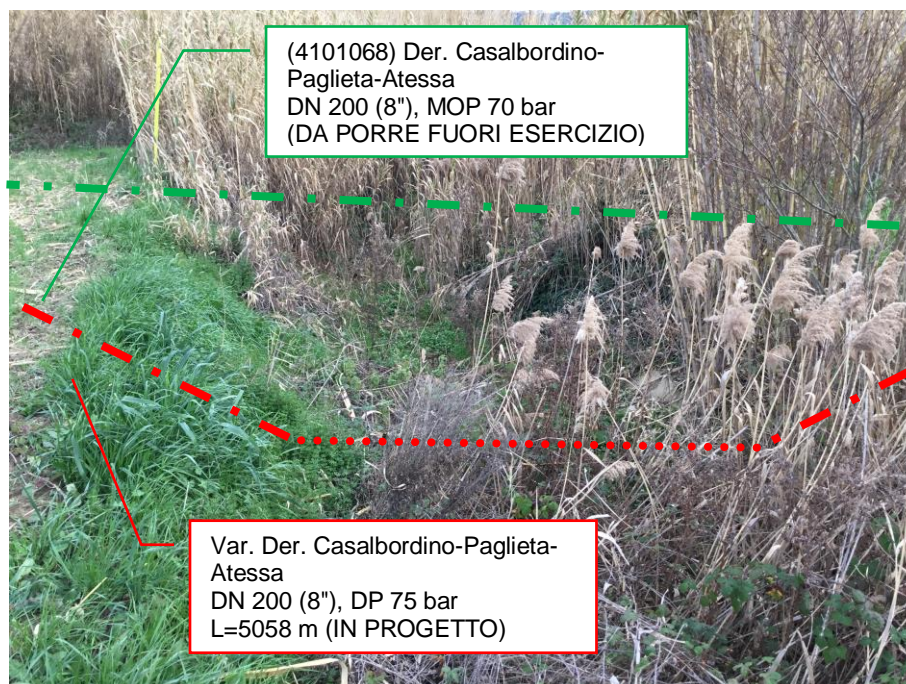 (4101068) Der. Casalbordino-
Paglieta-Atessa
DN 200 (8"), MOP 70 bar
(DA PORRE FUORI ESERCIZIO)
Var. Der. Casalbordino-Paglieta-
Atessa
DN 200 (8"), DP 75 bar
L=5058 m (IN PROGETTO)